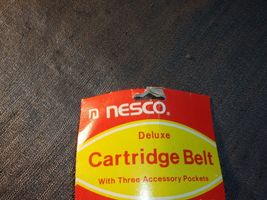 nesco®
Deluxe
Cartridge Belt
With Three Accessory Pockets